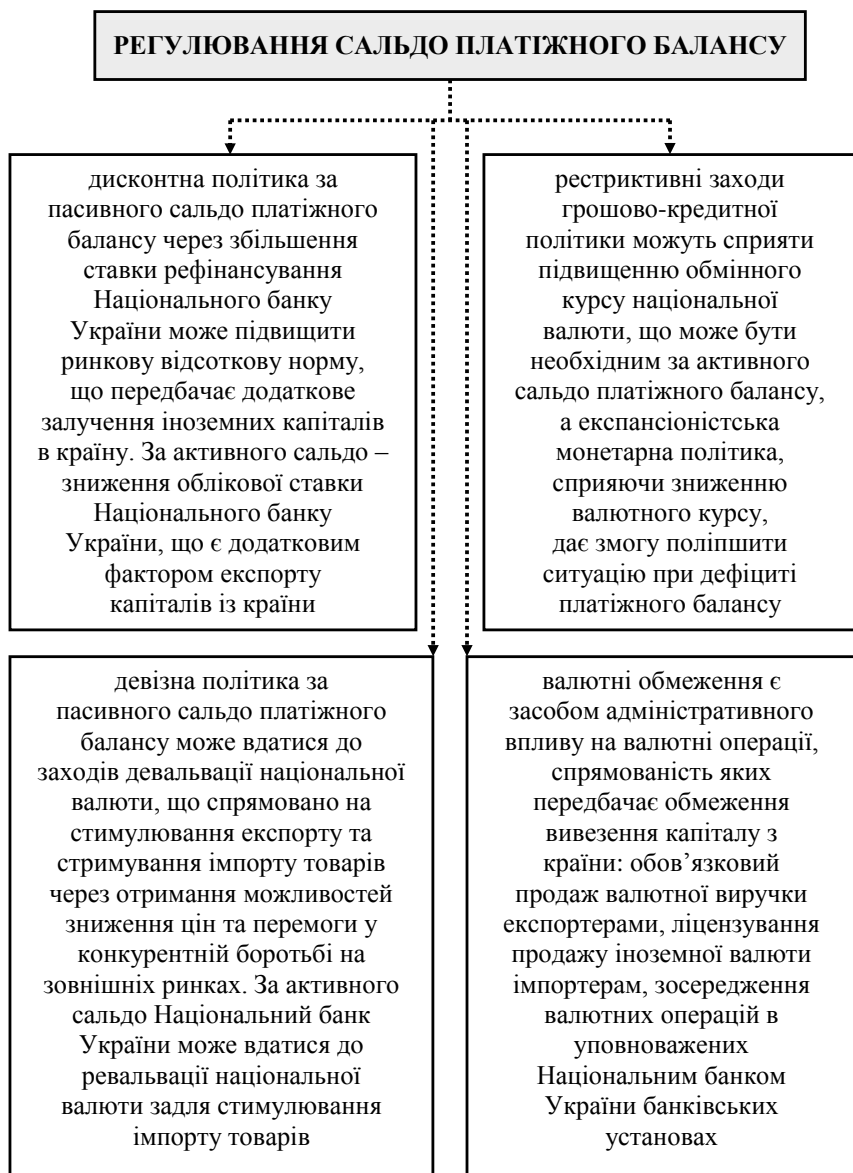 РЕГУЛЮВАННЯ САЛЬДО ПЛАТІЖНОГО БАЛАНСУ
дисконтна політика за
пасивного сальдо платіжного
балансу через збільшення
ставки рефінансування
Національного банку
України може підвищити
ринкову відсоткову норму,
що передбачає додаткове
залучення іноземних капіталів
в країну. За активного сальдо –
зниження облікової ставки
Національного банку
України, що є додатковим
фактором експорту
капіталів із країни
рестриктивні заходи
грошово-кредитної
політики можуть сприяти
підвищенню обмінного
курсу національної
валюти, що може бути
необхідним за активного
сальдо платіжного балансу,
а експансіоністська
монетарна політика,
сприяючи зниженню
валютного курсу,
дає змогу поліпшити
ситуацію при дефіциті
платіжного балансу
девізна політика за
пасивного сальдо платіжного
балансу може вдатися до
заходів девальвації національної
валюти, що спрямовано на
стимулювання експорту та
стримування імпорту товарів
через отримання можливостей
зниження цін та перемоги у
конкурентній боротьбі на
зовнішніх ринках. За активного
сальдо Національний банк
України може вдатися до
ревальвації національної
валюти задля стимулювання
імпорту товарів
валютні обмеження є
засобом адміністративного
впливу на валютні операції,
спрямованість яких
передбачає обмеження
вивезення капіталу з
країни: обов’язковий
продаж валютної виручки
експортерами, ліцензування
продажу іноземної валюти
імпортерам, зосередження
валютних операцій в
уповноважених
Національним банком
України банківських
установах